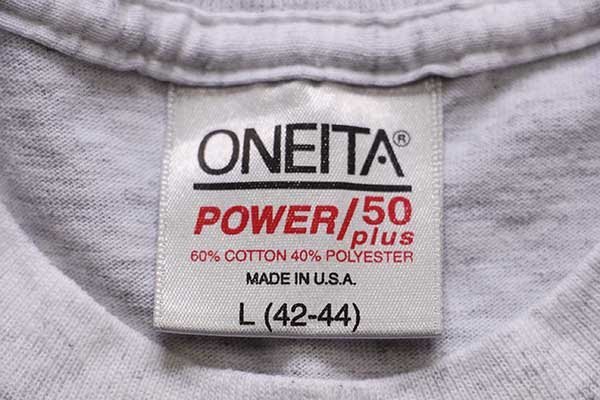 ONEITA®
POWER/50
plus
60% COTTON 40% POLYESTER
MADE IN U.S.A.
L (42-44)